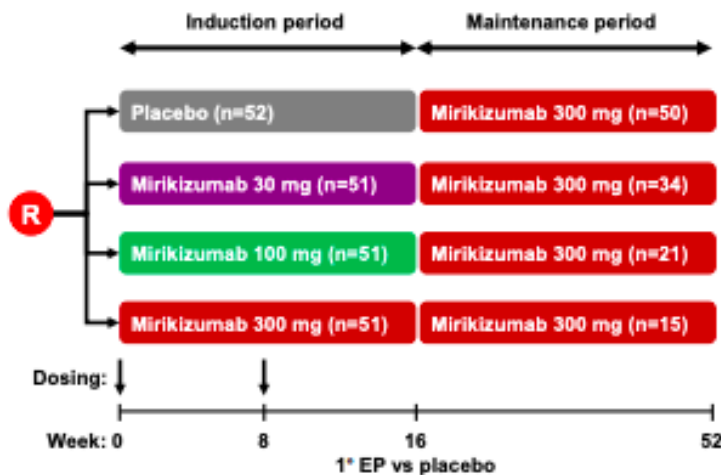 Induction period Maintenance period
Placebo (n=52) Mirikizumab 300 mg (n=50)
Mirikizumab 30 mg (n=51) Mirikizumab 300 mg (n=34)
R
Mirikizumab 100 mg (n=51) Mirikizumab 300 mg (n=21)
Mirikizumab 300 mg (n=51) Mirikizumab 300 mg (n=15)
Dosing:
Week: 0 8 16 52
1° EP vs placebo